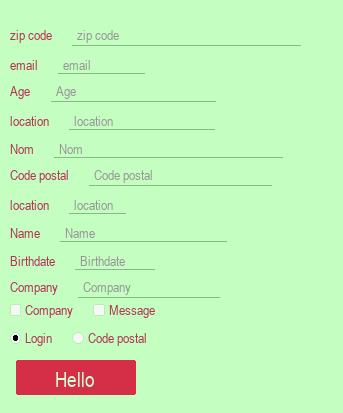 zip code zip code
email email
Age Age
location location
Nom Nom
Code postal Code postal
location location
Name Name
Birthdate Birthdate
Company Company
Company Message
Login Code postal
Hello